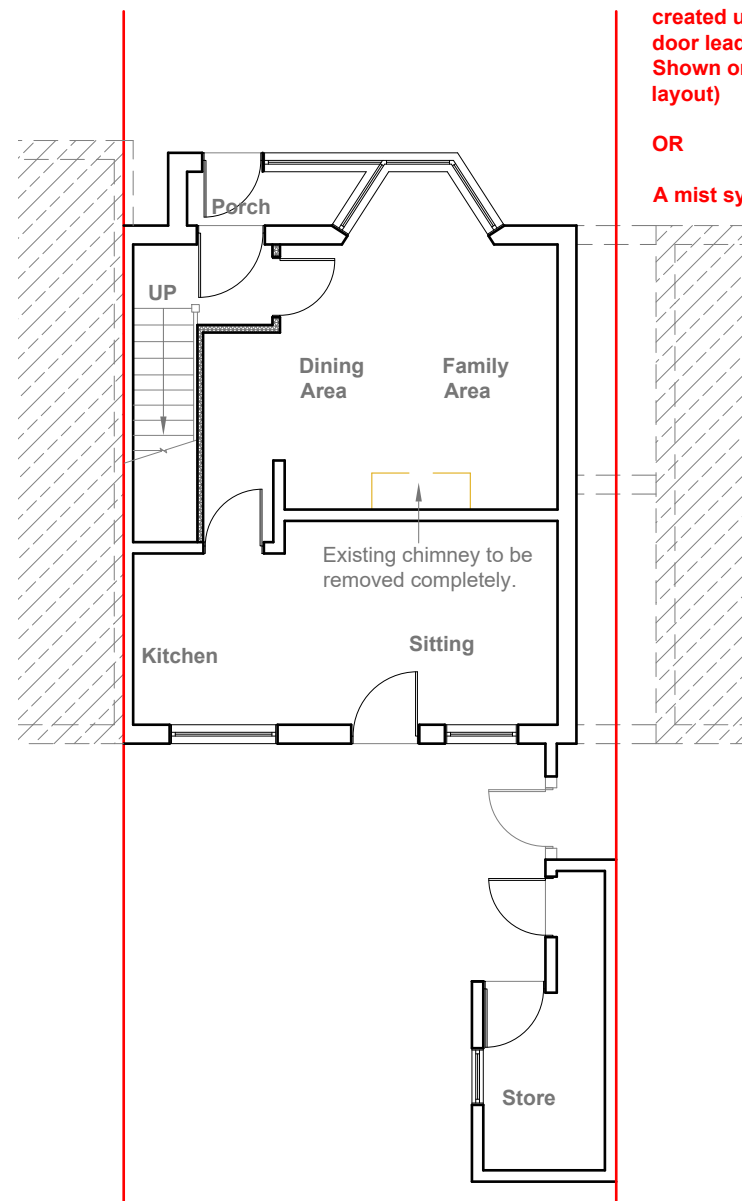 created u
door lead
Shown or
layout)
OR
A mist sy
Porch
UP
Dining
Area
Family
Area
Existing chimney to be
removed completely.
Kitchen
Sitting
Store